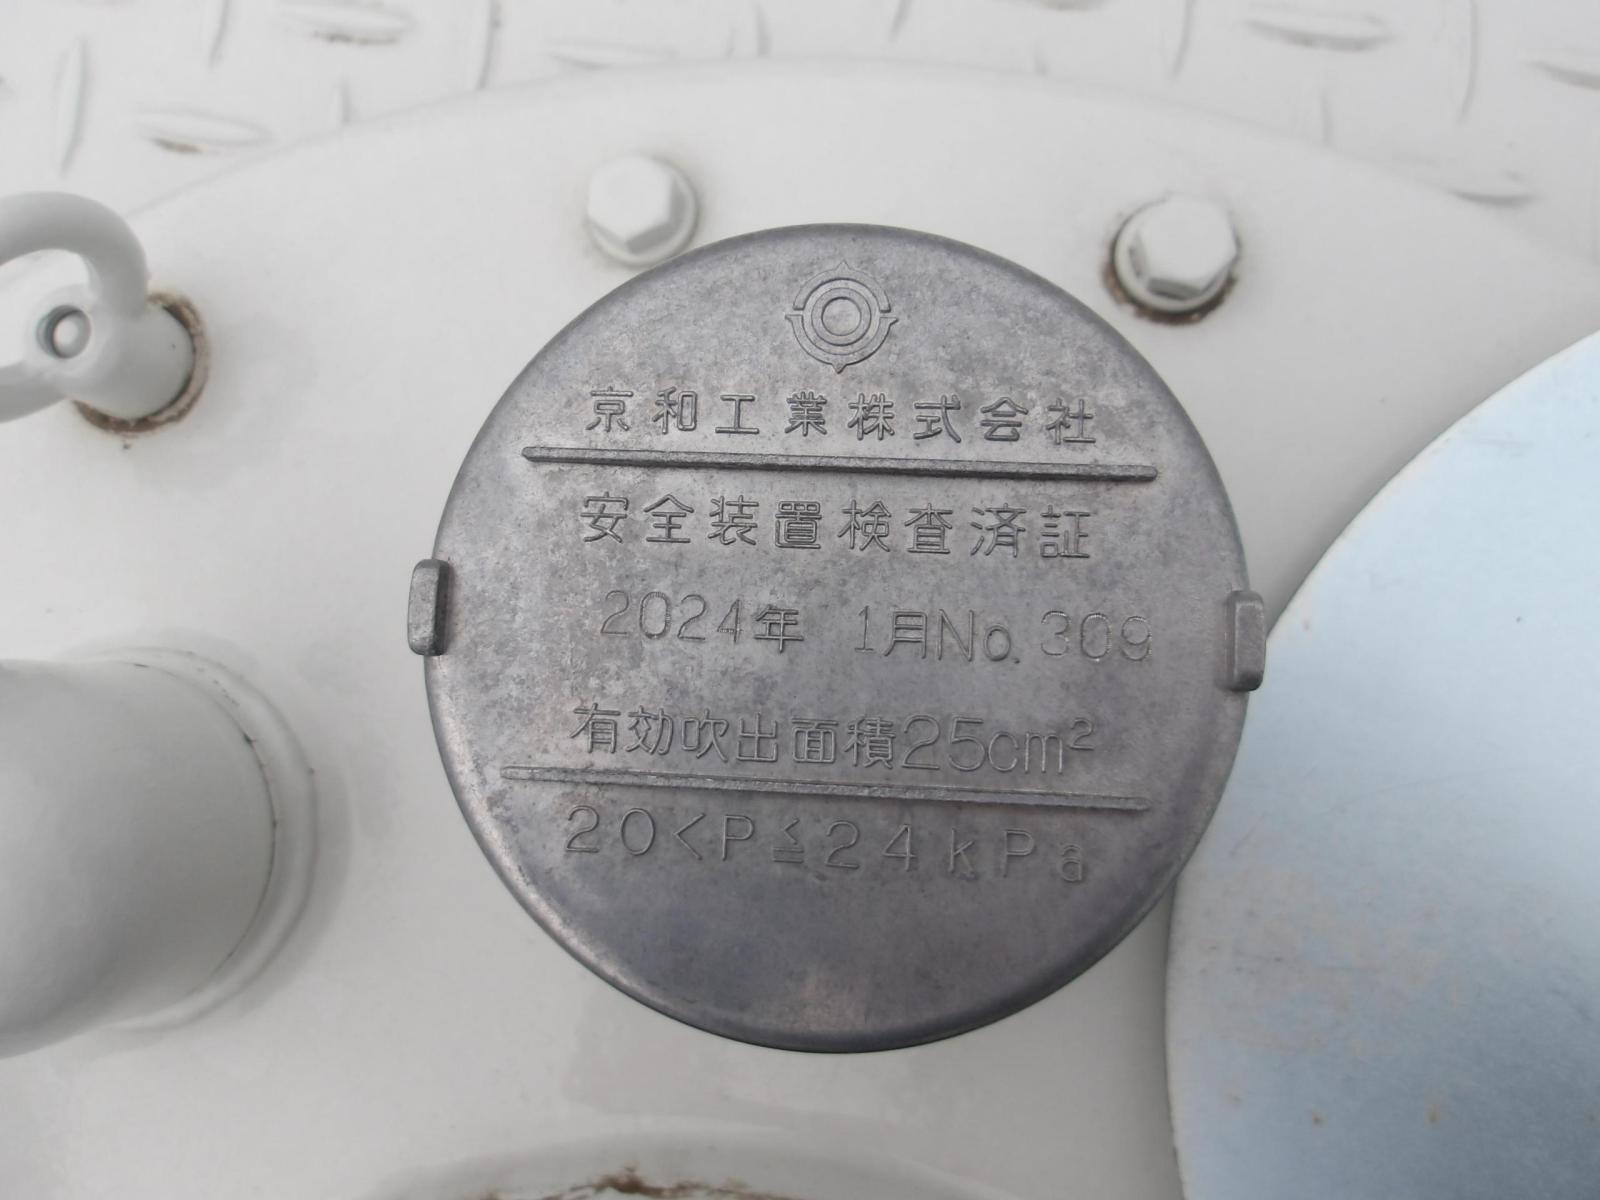 京和工業株式会社
安全装置検査済証
2024年 1月No.309
有効吹出面積25cm²
20<P≦24kPa